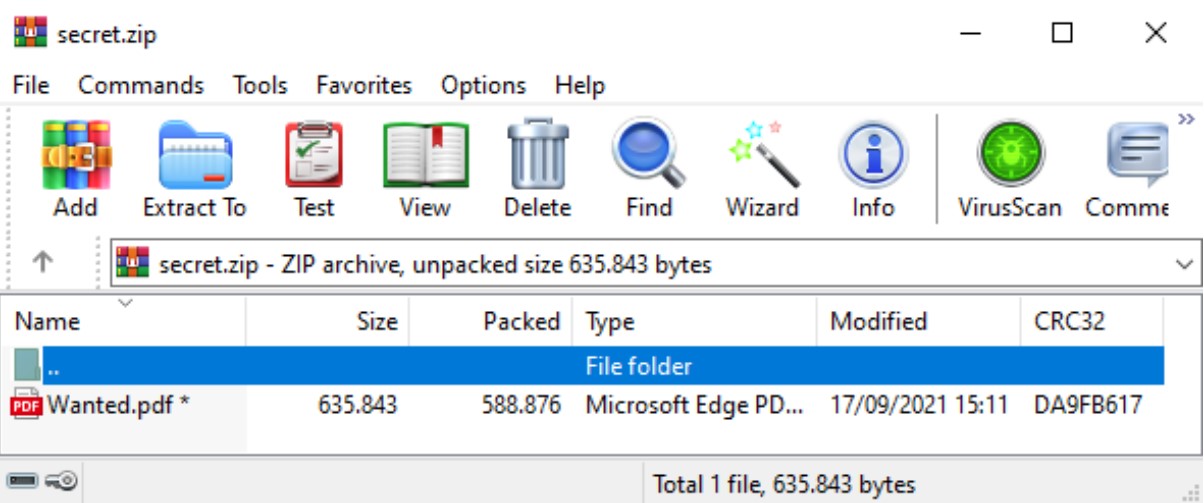 secret.zip
File Commands Tools Favorites Options Help
Add Extract To Test View Delete Find Wizard Info VirusScan Comme
secret.zip - ZIP archive, unpacked size 635.843 bytes
Name Size Packed Type Modified CRC32
.. File folder
PDF Wanted.pdf * 635.843 588.876 Microsoft Edge PD... 17/09/2021 15:11 DA9FB617
Total 1 file, 635.843 bytes